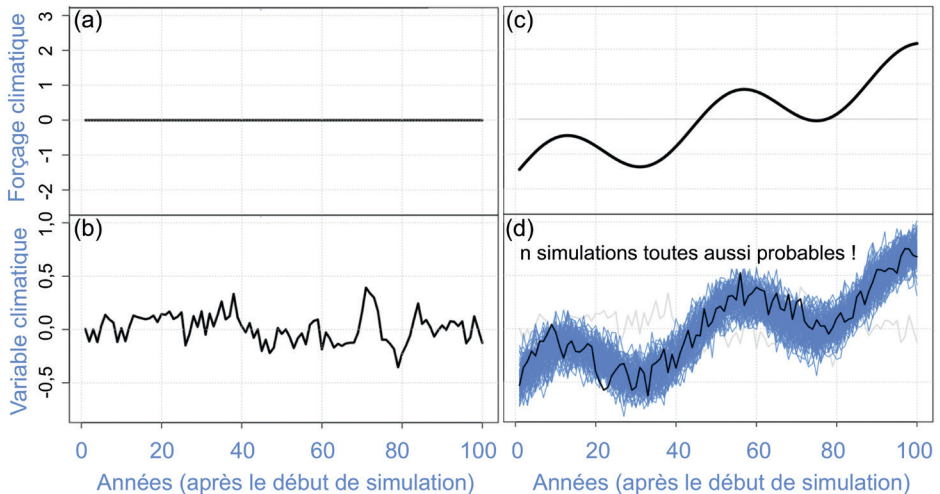 (a)
Forçage climatique
3
2
1
0
-1
-2
(b)
Variable climatique
1,0
0,5
0,0
-0,5
0 20 40 60 80 100
Années (après le début de simulation)
(c)
(d)
n simulations toutes aussi probables !
0 20 40 60 80 100
Années (après le début de simulation)